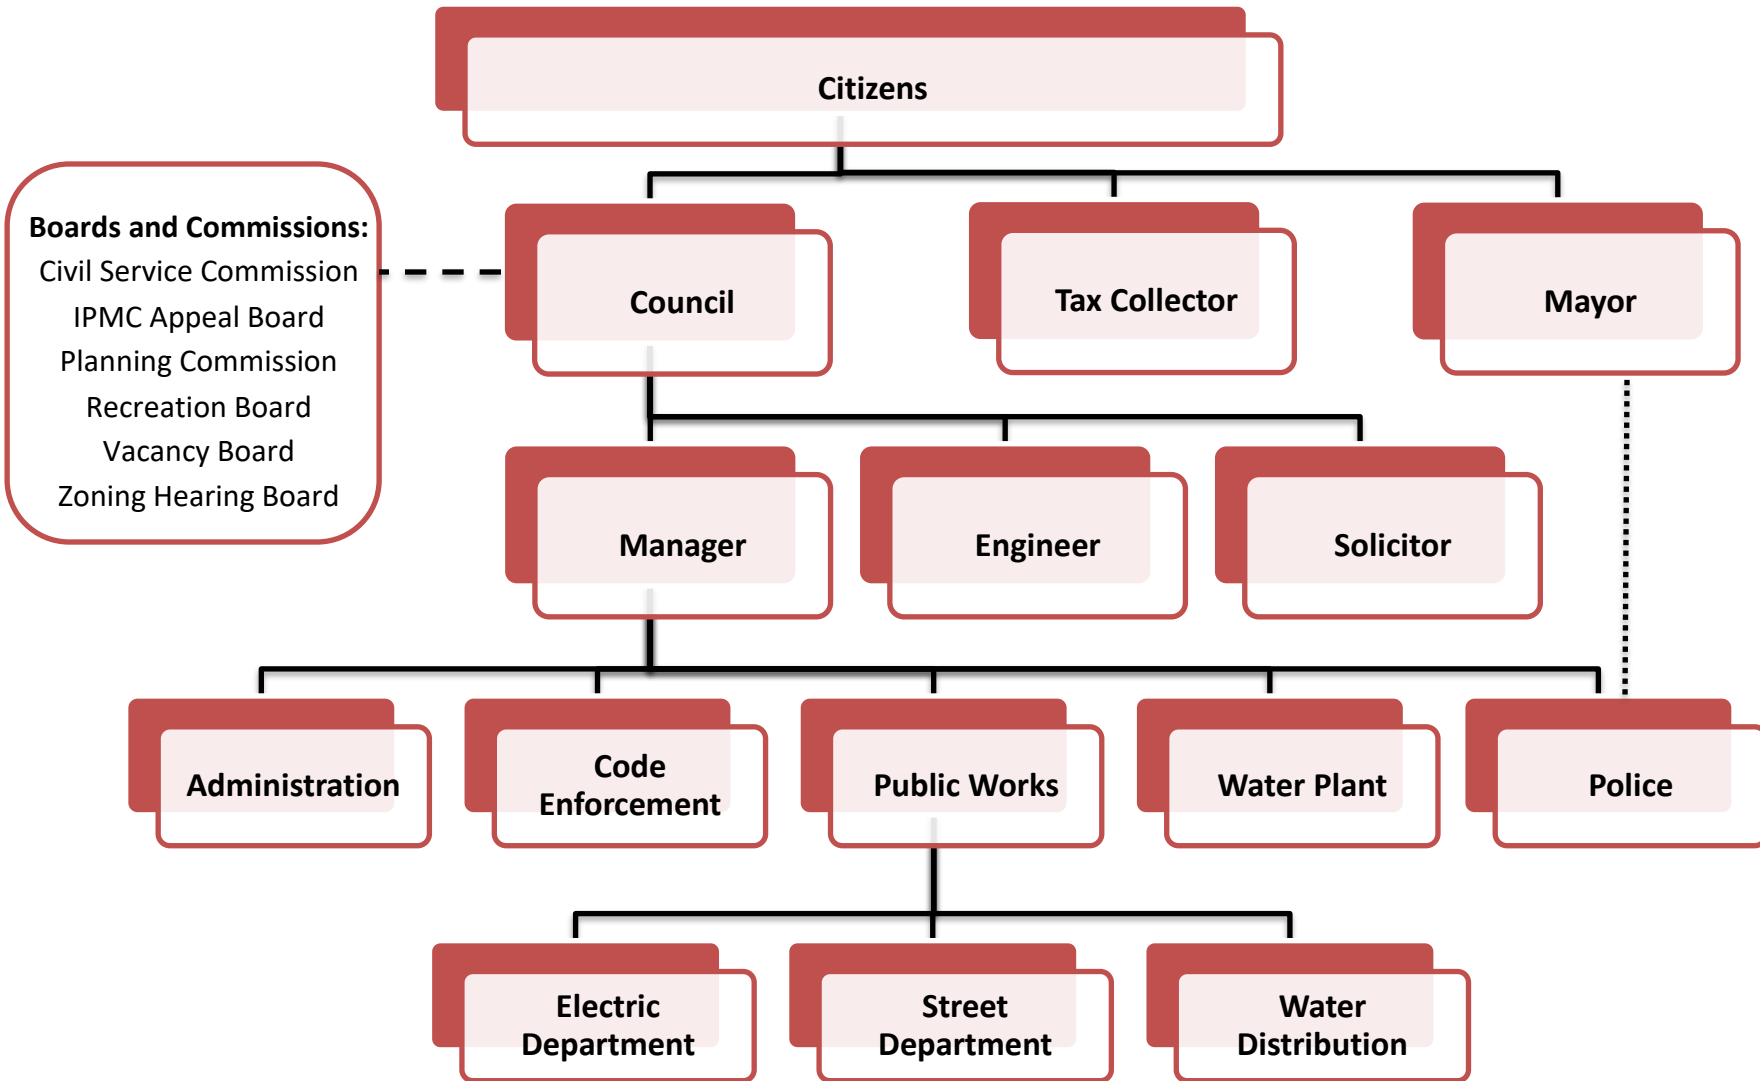 Citizens
Boards and Commissions:
Civil Service Commission
IPMC Appeal Board
Planning Commission
Recreation Board
Vacancy Board
Zoning Hearing Board
Council
Tax Collector
Mayor
Manager
Engineer
Solicitor
Administration
Code
Enforcement
Public Works
Water Plant
Police
Electric
Department
Street
Department
Water
Distribution